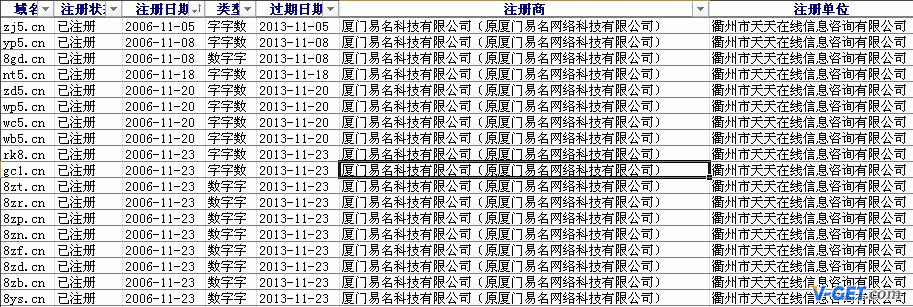 域名 注册状 注册日期 类型 过期日期 注册商 注册单位
zj5.cn 已注册 2006-11-05 字字数 2013-11-05 厦门易名科技有限公司（原厦门易名网络科技有限公司） 衢州市天天在线信息咨询有限公司
yp5.cn 已注册 2006-11-08 字字数 2013-11-08 厦门易名科技有限公司（原厦门易名网络科技有限公司） 衢州市天天在线信息咨询有限公司
8gd.cn 已注册 2006-11-08 数字字 2013-11-08 厦门易名科技有限公司（原厦门易名网络科技有限公司） 衢州市天天在线信息咨询有限公司
nt5.cn 已注册 2006-11-18 字字数 2013-11-18 厦门易名科技有限公司（原厦门易名网络科技有限公司） 衢州市天天在线信息咨询有限公司
zd5.cn 已注册 2006-11-20 字字数 2013-11-20 厦门易名科技有限公司（原厦门易名网络科技有限公司） 衢州市天天在线信息咨询有限公司
wp5.cn 已注册 2006-11-20 字字数 2013-11-20 厦门易名科技有限公司（原厦门易名网络科技有限公司） 衢州市天天在线信息咨询有限公司
wc5.cn 已注册 2006-11-20 字字数 2013-11-20 厦门易名科技有限公司（原厦门易名网络科技有限公司） 衢州市天天在线信息咨询有限公司
wb5.cn 已注册 2006-11-20 字字数 2013-11-20 厦门易名科技有限公司（原厦门易名网络科技有限公司） 衢州市天天在线信息咨询有限公司
rk8.cn 已注册 2006-11-23 字字数 2013-11-23 厦门易名科技有限公司（原厦门易名网络科技有限公司） 衢州市天天在线信息咨询有限公司
gc1.cn 已注册 2006-11-23 字字数 2013-11-23 厦门易名科技有限公司（原厦门易名网络科技有限公司） 衢州市天天在线信息咨询有限公司
8zt.cn 已注册 2006-11-23 数字字 2013-11-23 厦门易名科技有限公司（原厦门易名网络科技有限公司） 衢州市天天在线信息咨询有限公司
8zr.cn 已注册 2006-11-23 数字字 2013-11-23 厦门易名科技有限公司（原厦门易名网络科技有限公司） 衢州市天天在线信息咨询有限公司
8zp.cn 已注册 2006-11-23 数字字 2013-11-23 厦门易名科技有限公司（原厦门易名网络科技有限公司） 衢州市天天在线信息咨询有限公司
8zn.cn 已注册 2006-11-23 数字字 2013-11-23 厦门易名科技有限公司（原厦门易名网络科技有限公司） 衢州市天天在线信息咨询有限公司
8zf.cn 已注册 2006-11-23 数字字 2013-11-23 厦门易名科技有限公司（原厦门易名网络科技有限公司） 衢州市天天在线信息咨询有限公司
8zd.cn 已注册 2006-11-23 数字字 2013-11-23 厦门易名科技有限公司（原厦门易名网络科技有限公司） 衢州市天天在线信息咨询有限公司
8zb.cn 已注册 2006-11-23 数字字 2013-11-23 厦门易名科技有限公司（原厦门易名网络科技有限公司） 衢州市天天在线信息咨询有限公司
8ys.cn 已注册 2006-11-23 数字字 2013-11-23 厦门易名科技有限公司（原厦门易名网络科技有限公司） 衢州市天天在线信息咨询有限公司
V-GET.com